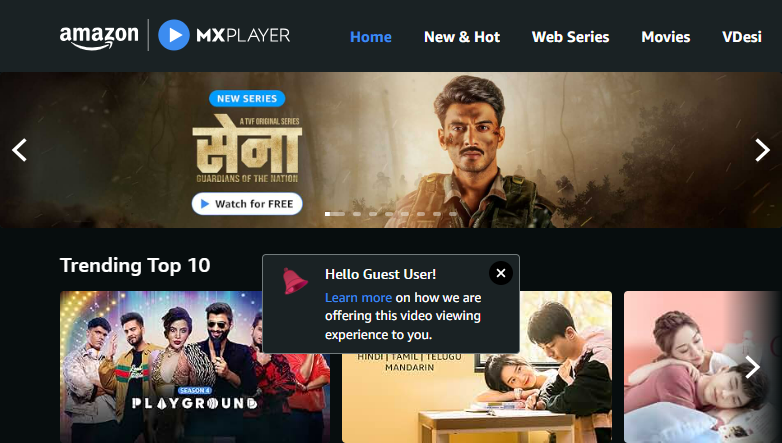 amazon MXPLAYER
Home New & Hot Web Series Movies VDesi
NEW SERIES
A TVF ORIGINAL SERIES
सेना
GUARDIANS OF THE NATION
Watch for FREE
Trending Top 10
Hello Guest User!
Learn more on how we are
offering this video viewing
experience to you.
HINDI | TAMIL | TELUGU
MANDARIN
SEASON 4
PLAYGROUND